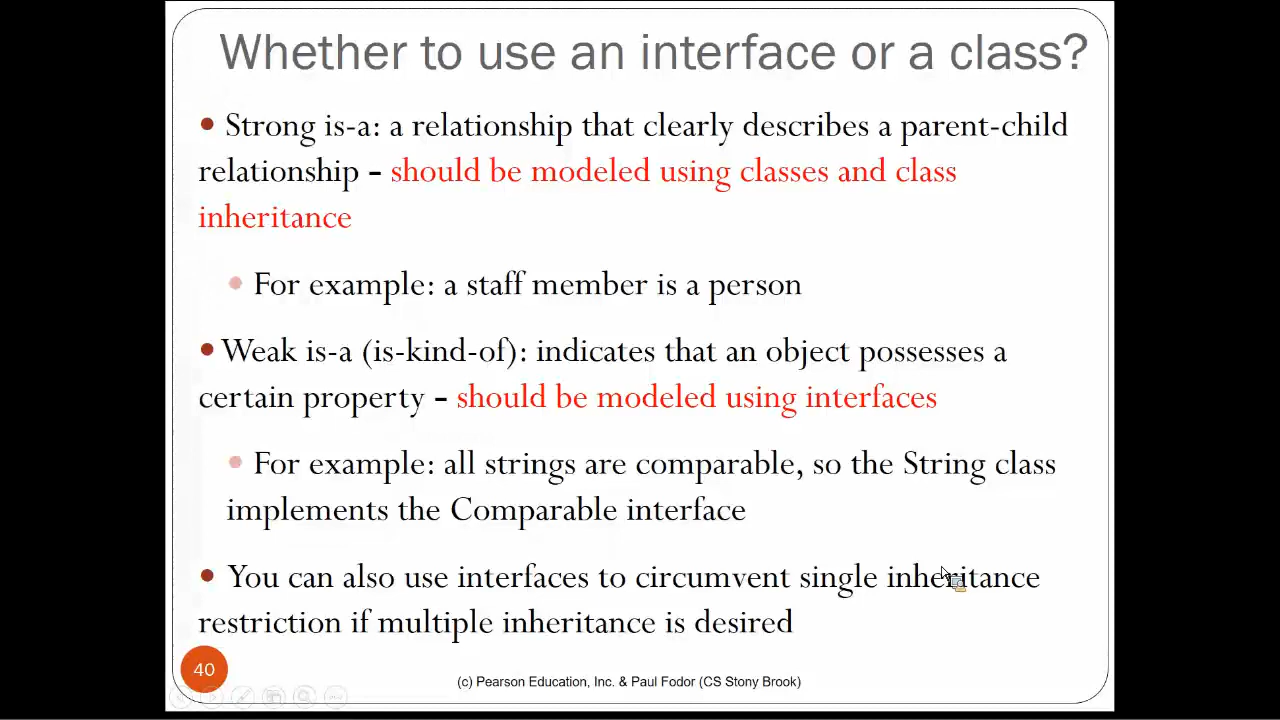 Whether to use an interface or a class?
• Strong is-a: a relationship that clearly describes a parent-child
relationship – should be modeled using classes and class
inheritance
• For example: a staff member is a person
• Weak is-a (is-kind-of): indicates that an object possesses a
certain property – should be modeled using interfaces
• For example: all strings are comparable, so the String class
implements the Comparable interface
• You can also use interfaces to circumvent single inheritance
restriction if multiple inheritance is desired
40
(c) Pearson Education, Inc. & Paul Fodor (CS Stony Brook)